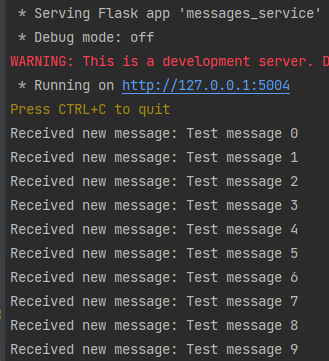 * Serving Flask app 'messages_service'
* Debug mode: off
WARNING: This is a development server.
* Running on http://127.0.0.1:5004
Press CTRL+C to quit
Received new message: Test message 0
Received new message: Test message 1
Received new message: Test message 2
Received new message: Test message 3
Received new message: Test message 4
Received new message: Test message 5
Received new message: Test message 6
Received new message: Test message 7
Received new message: Test message 8
Received new message: Test message 9